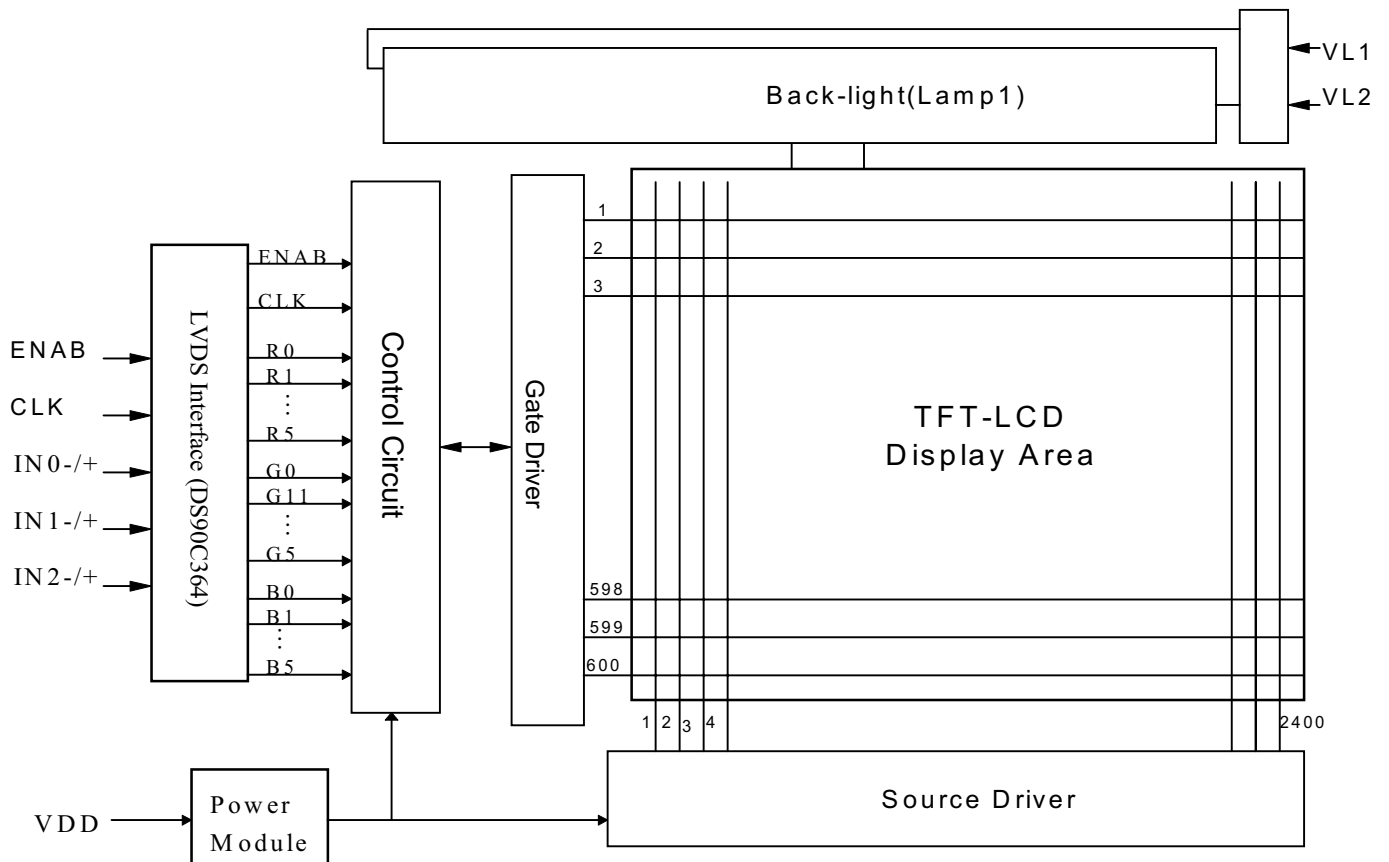 VL1
Back-light(Lamp1)
VL2
1
ENAB
2
CLK
3
ENAB
R0
R1
⋮
CLK
R5
IN0-/+
G0
G11
⋮
IN1-/+
G5
IN2-/+
B0
B1
⋮
B5
LVDS Interface (DS90C364)
Control Circuit
Gate Driver
TFT-LCD
Display Area
598
599
600
1 2 3 4 2400
Source Driver
VDD
Power
Module